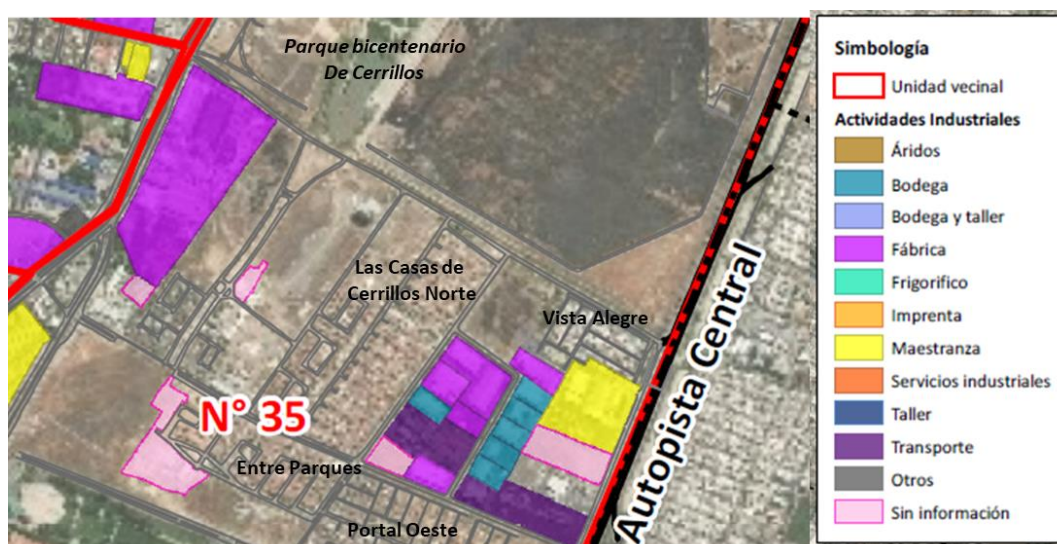 Parque bicentenario
De Cerrillos
Las Casas de
Cerrillos Norte
Vista Alegre
N° 35
Entre Parques
Portal Oeste
Autopista Central
Simbología
Unidad vecinal
Actividades Industriales
Áridos
Bodega
Bodega y taller
Fábrica
Frigorifico
Imprenta
Maestranza
Servicios industriales
Taller
Transporte
Otros
Sin información